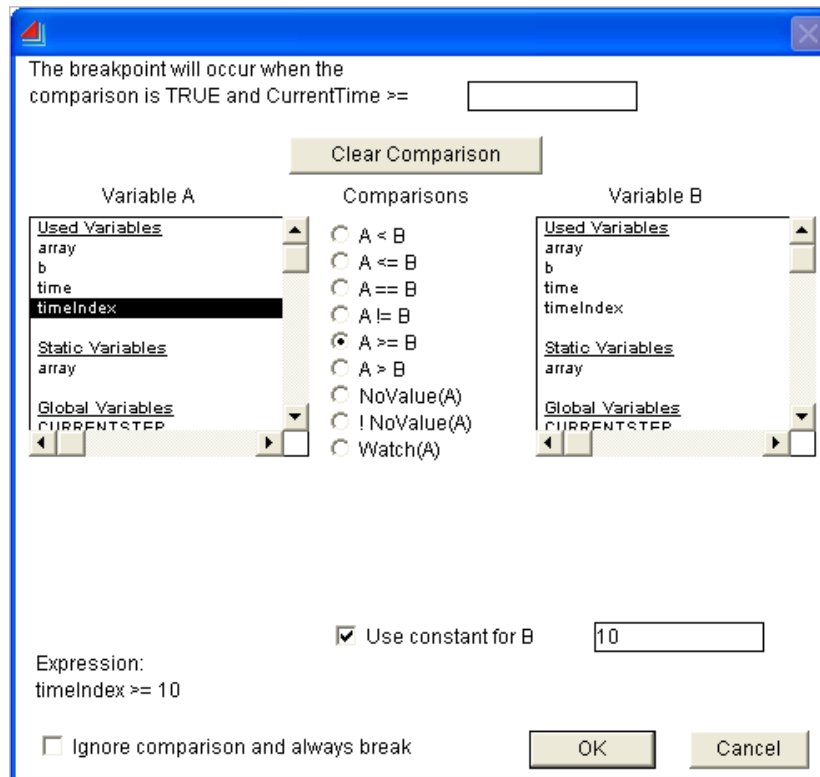 The breakpoint will occur when the
comparison is TRUE and CurrentTime >=
Clear Comparison
Variable A
Used Variables
array
b
time
timeIndex
Static Variables
array
Global Variables
CURRENTSTEP
Comparisons
A < B
A <= B
A == B
A != B
A >= B
A > B
NoValue(A)
! NoValue(A)
Watch(A)
Variable B
Used Variables
array
b
time
timeIndex
Static Variables
array
Global Variables
CURRENTSTEP
Use constant for B
10
Expression:
timeIndex >= 10
Ignore comparison and always break
OK
Cancel